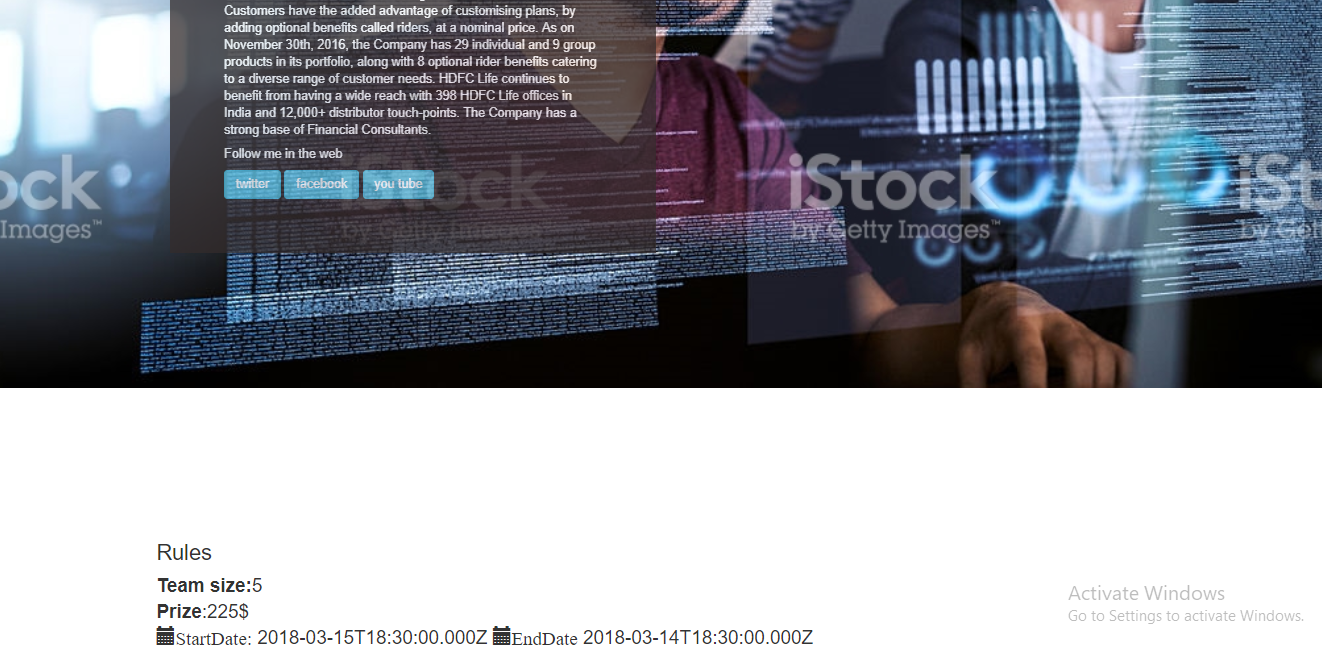 Customers have the added advantage of customising plans, by
adding optional benefits called riders, at a nominal price. As on
November 30th, 2016, the Company has 29 individual and 9 group
products in its portfolio, along with 8 optional rider benefits catering
to a diverse range of customer needs. HDFC Life continues to
benefit from having a wide reach with 398 HDFC Life offices in
India and 12,000+ distributor touch-points. The Company has a
strong base of Financial Consultants.
Follow me in the web
twitter facebook you tube
ock iStock iStock iSt
Images™ by Getty Images by Getty Images™ by Get
Rules
Team size:5
Prize:225$
StartDate: 2018-03-15T18:30:00.000Z EndDate 2018-03-14T18:30:00.000Z
Activate Windows
Go to Settings to activate Windows.